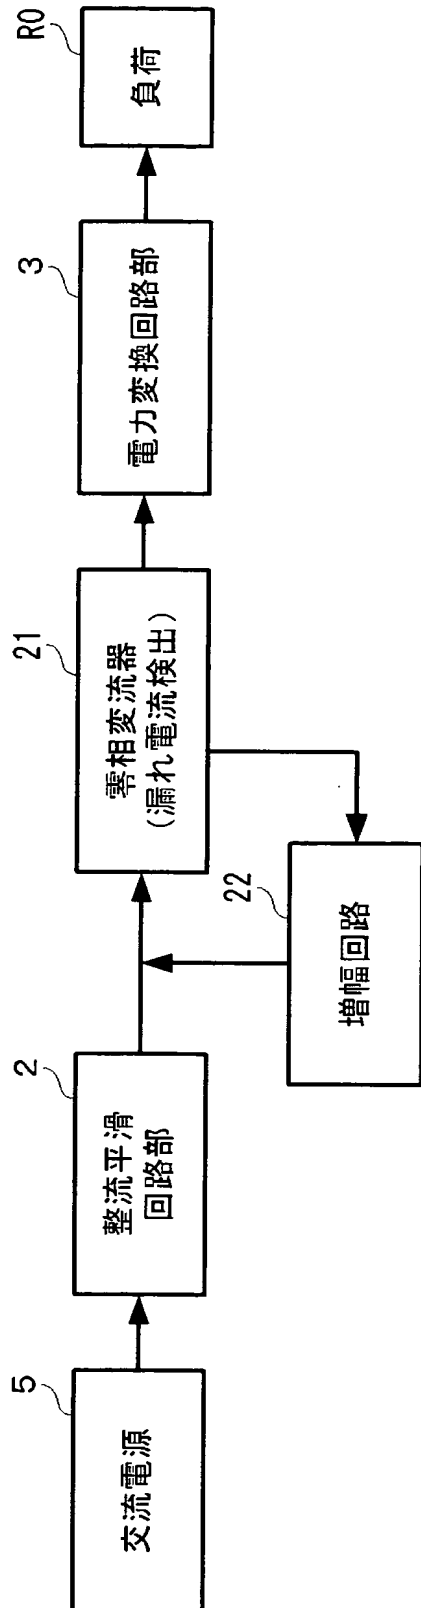 5
交流電源
2
整流平滑
回路部
21
零相変流器
(漏れ電流検出)
22
増幅回路
3
電力変換回路部
R0
負荷